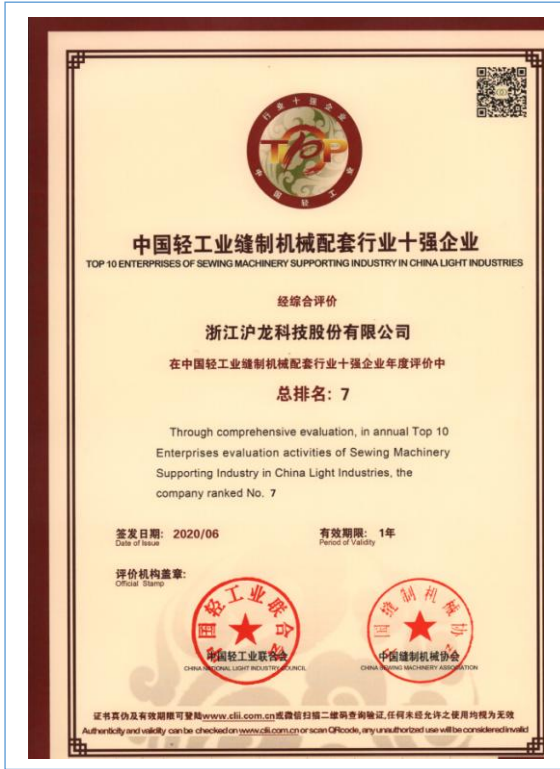 行业十强企业
TOP
10
中国轻工业
中国轻工业缝制机械配套行业十强企业
TOP 10 ENTERPRISES OF SEWING MACHINERY SUPPORTING INDUSTRY IN CHINA LIGHT INDUSTRIES
经综合评价
浙江沪龙科技股份有限公司
在中国轻工业缝制机械配套行业十强企业年度评价中
总排名: 7
Through comprehensive evaluation, in annual Top 10
Enterprises evaluation activities of Sewing Machinery
Supporting Industry in China Light Industries, the
company ranked No. 7
签发日期: 2020/06 有效期限: 1年
Date of Issue Period of Validity
评价机构盖章:
Official Stamp
中国轻工业联合会 中国缝制机械协会
中国轻工业联合会 中国缝制机械协会
CHINA NATIONAL LIGHT INDUSTRY COUNCIL CHINA SEWING MACHINERY ASSOCIATION
证书真伪及有效期限可登陆www.clii.com.cn或微信扫描二维码查询验证,任何未经允许之使用均视为无效
Authenticity and validity can be checked on www.clii.com.cn or scan QRcode, any unauthorized use will be considered invalid